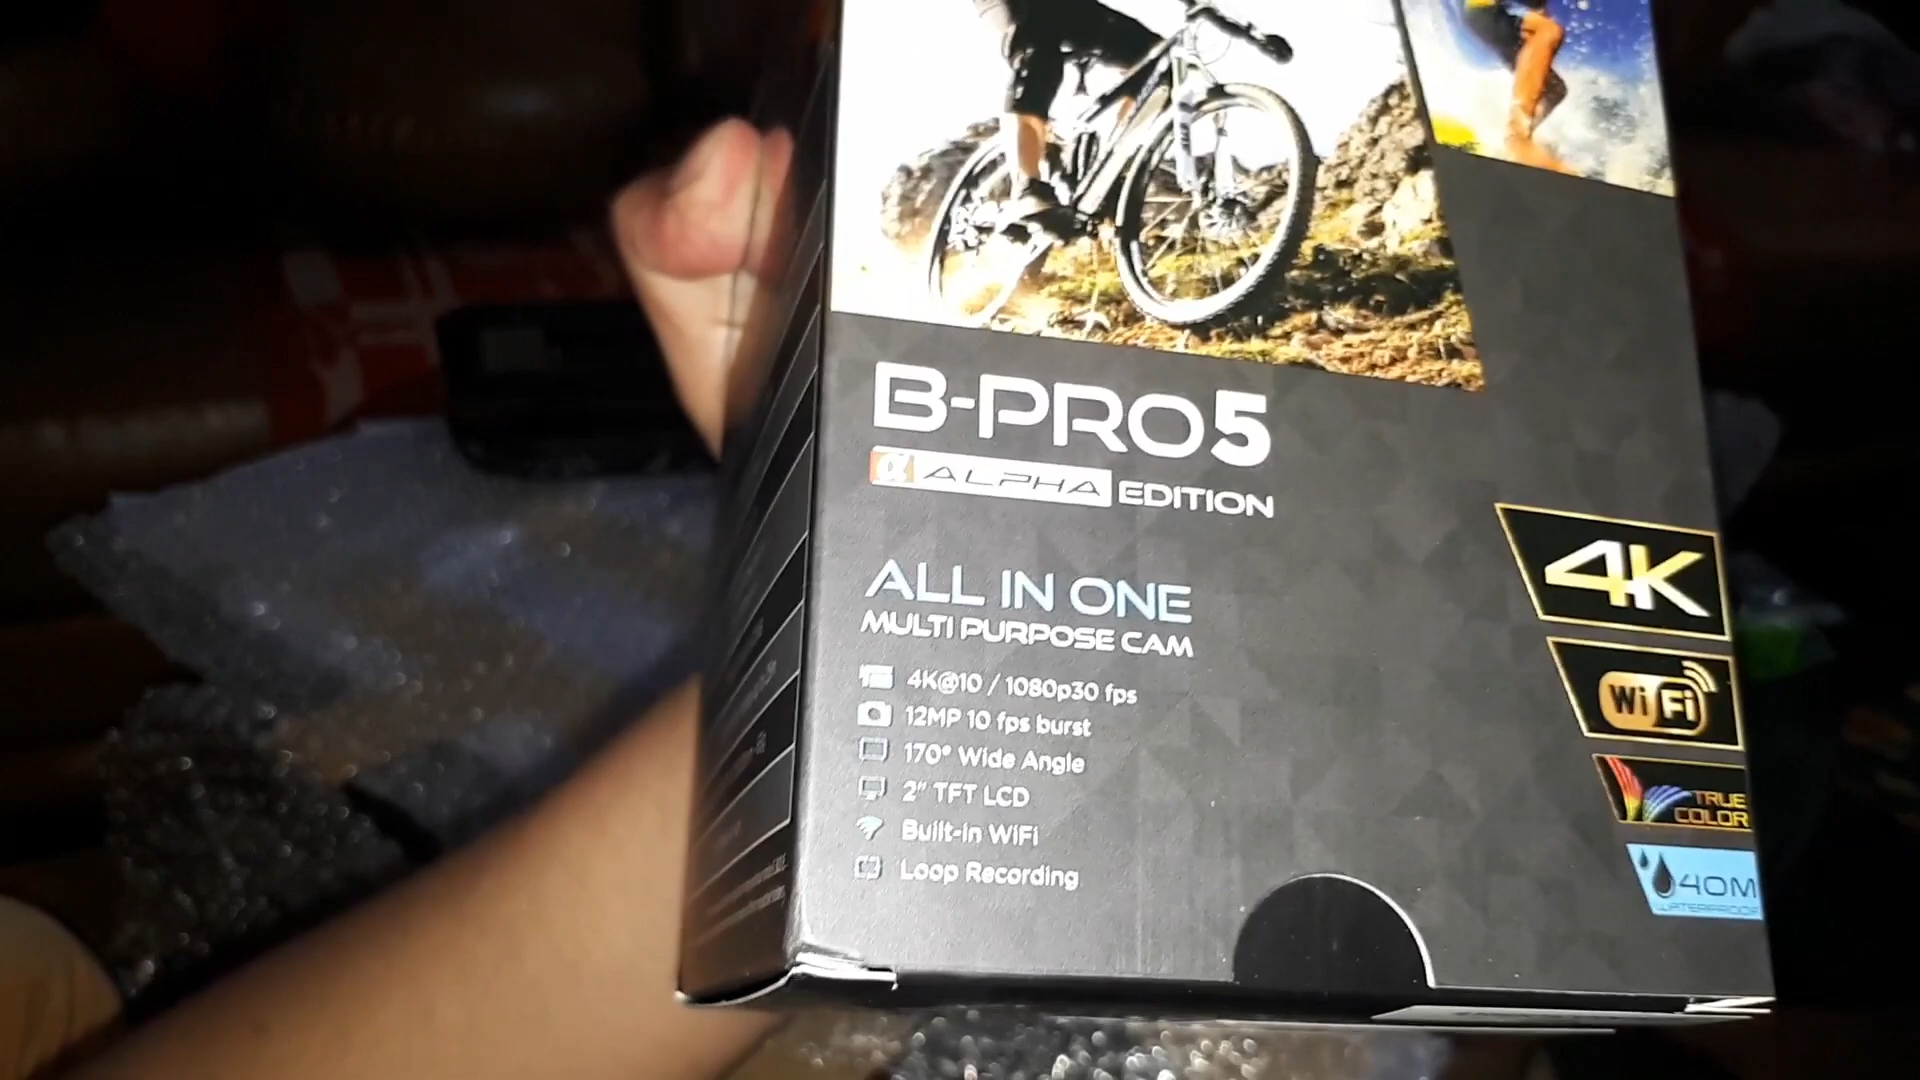 B-PRO5
α ALPHA EDITION
ALL IN ONE
MULTI PURPOSE CAM
4K@10 / 1080p30 fps
12MP 10 fps burst
170° Wide Angle
2" TFT LCD
Built-in WiFi
Loop Recording
4K
WiFi
TRUE
COLOR
40M
WATERPROOF